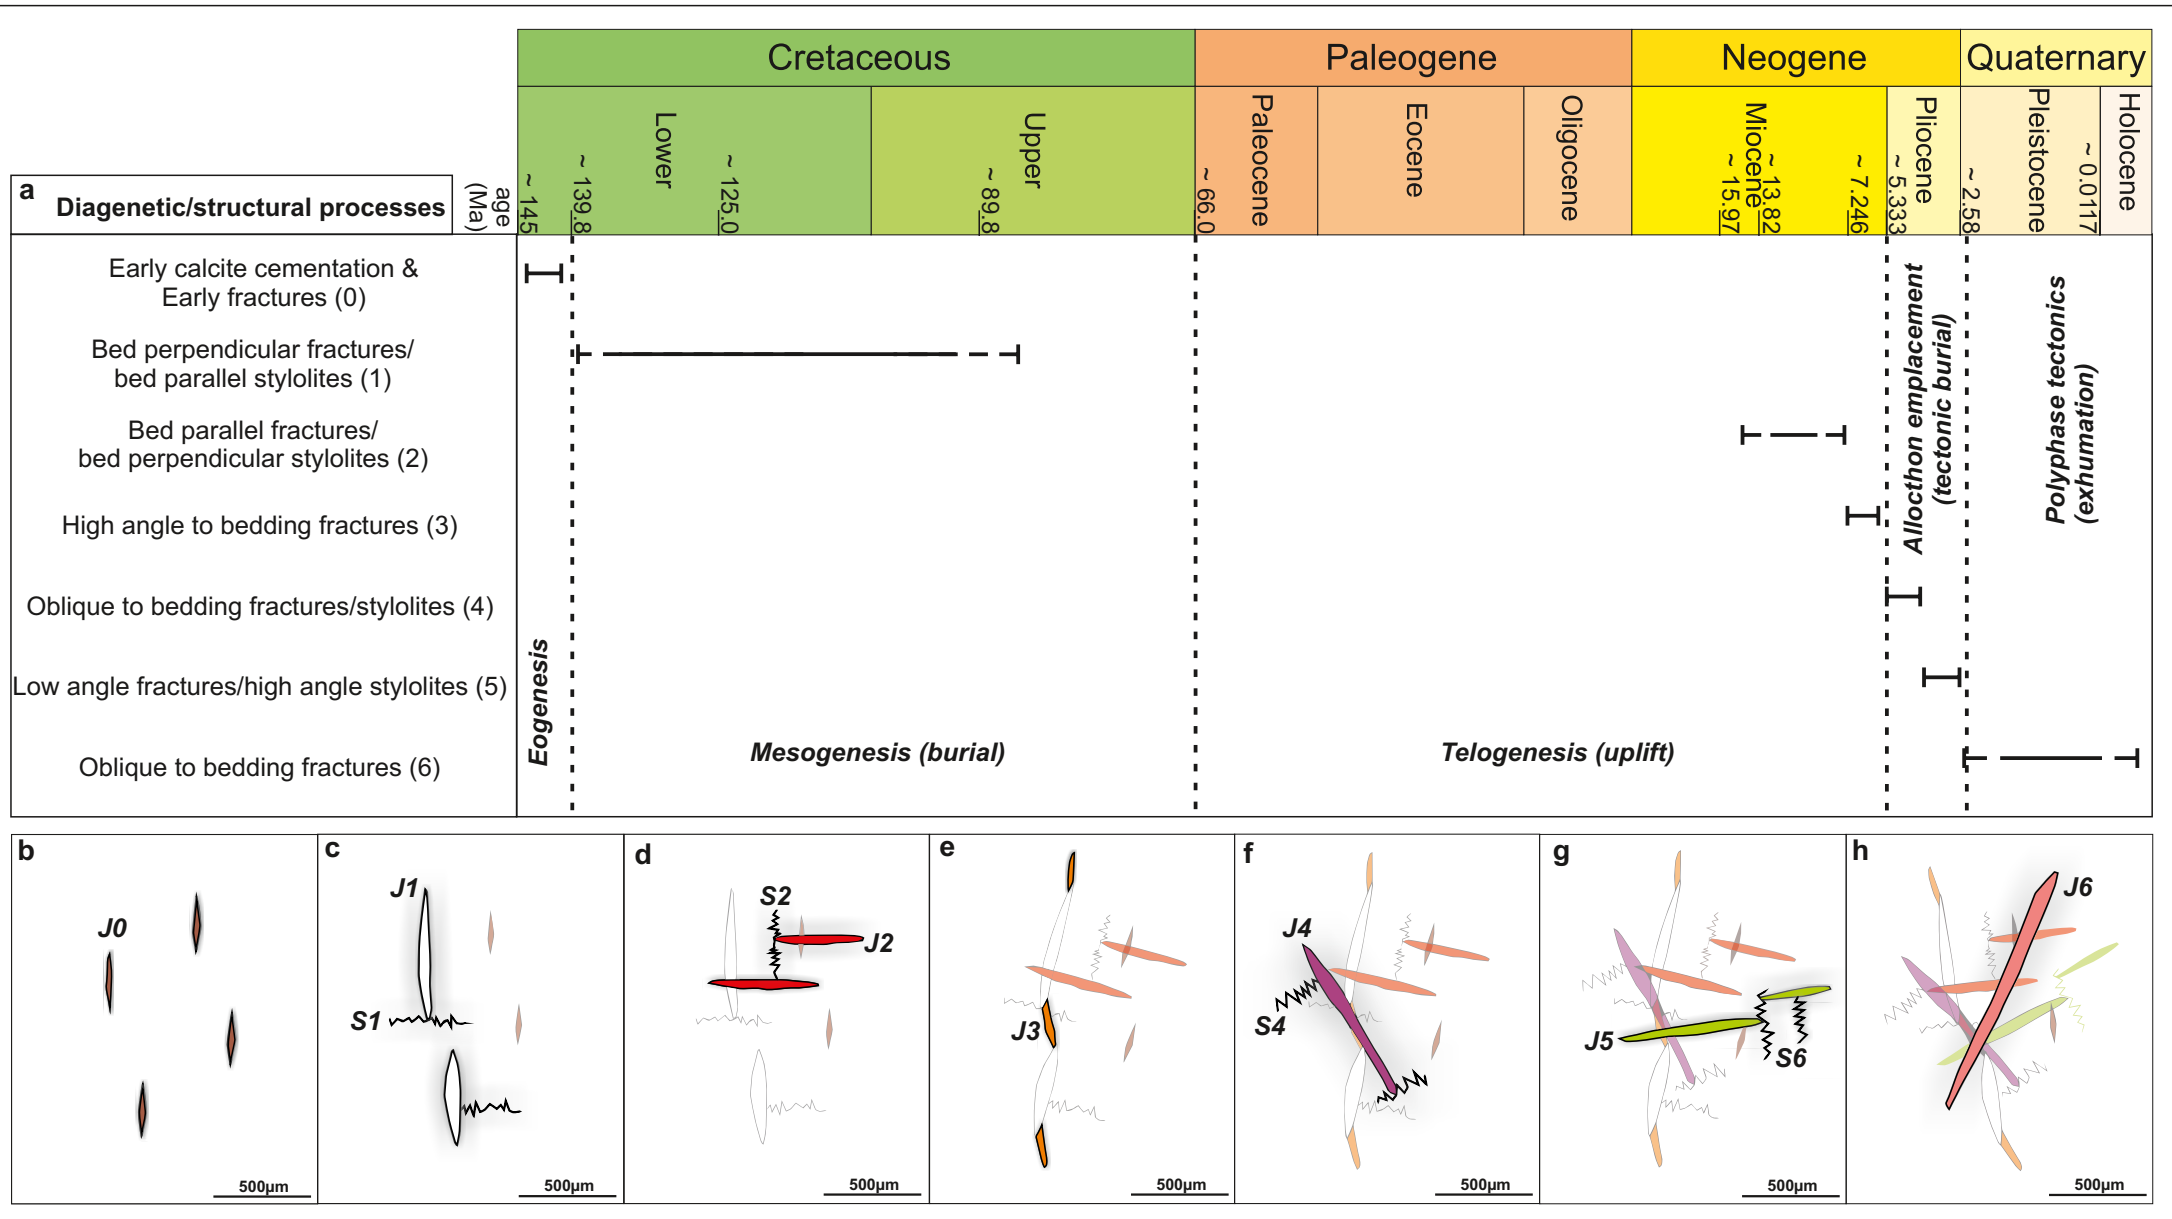 Cretaceous
Paleogene
Neogene
Quaternary
Lower
Upper
Paleocene
Eocene
Oligocene
Miocene
Pliocene
Pleistocene
Holocene
a
Diagenetic/structural processes
age
(Ma)
~ 145
~ 139.8
~ 125.0
~ 89.8
~ 66.0
~ 15.97
~ 13.82
~ 7.246
~ 5.333
~ 2.58
~ 0.0117
Early calcite cementation &
Early fractures (0)
Bed perpendicular fractures/
bed parallel stylolites (1)
Bed parallel fractures/
bed perpendicular stylolites (2)
High angle to bedding fractures (3)
Oblique to bedding fractures/stylolites (4)
Low angle fractures/high angle stylolites (5)
Oblique to bedding fractures (6)
Eogenesis
Mesogenesis (burial)
Telogenesis (uplift)
Allocthon emplacement
(tectonic burial)
Polyphase tectonics
(exhumation)
b
J0
500µm
c
J1
S1
500µm
d
S2
J2
500µm
e
J3
500µm
f
J4
S4
500µm
g
J5
S6
500µm
h
J6
500µm